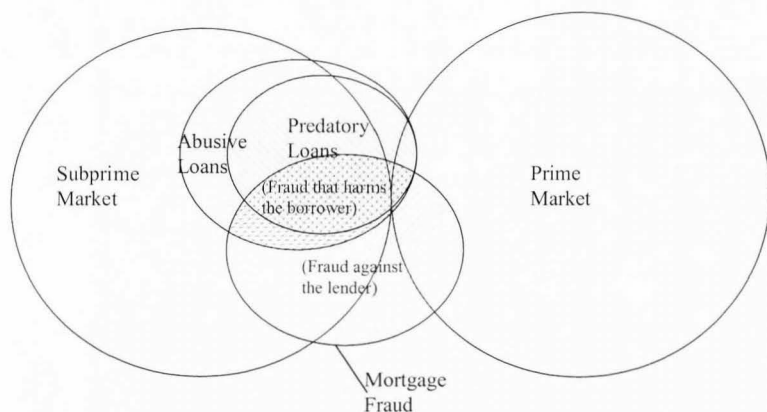 Predatory
Loans
Abusive
Loans
Subprime
Market
Prime
Market
(Fraud that harms
the borrower)
(Fraud against
the lender)
Mortgage
Fraud